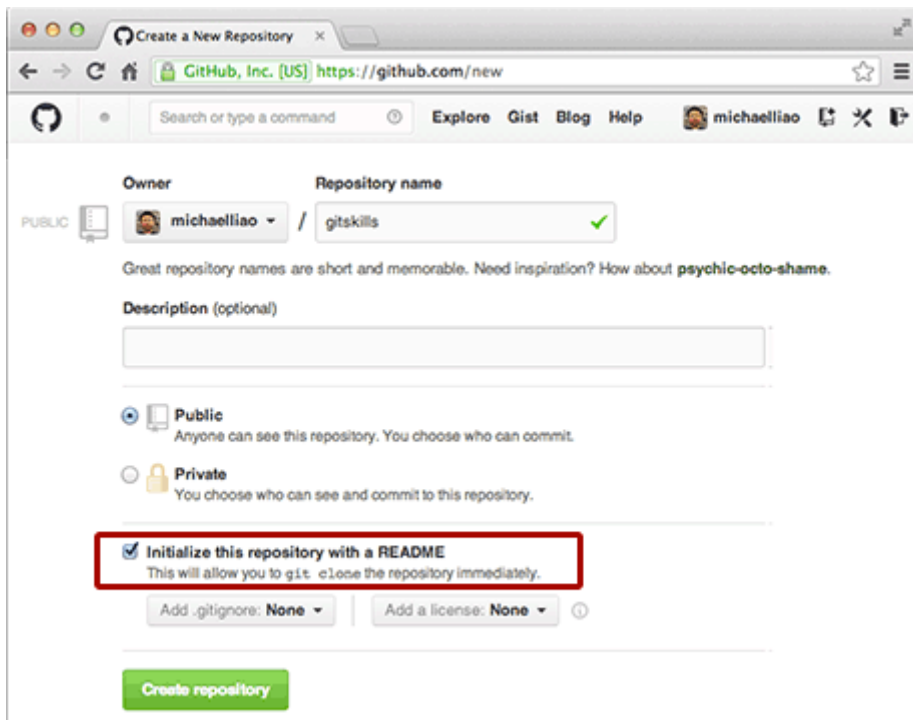 Create a New Repository
GitHub, Inc. [US] https://github.com/new
Search or type a command Explore Gist Blog Help michaelliao
Owner Repository name
PUBLIC michaelliao / gitskills
Great repository names are short and memorable. Need inspiration? How about psychic-octo-shame.
Description (optional)
Public
Anyone can see this repository. You choose who can commit.
Private
You choose who can see and commit to this repository.
Initialize this repository with a README
This will allow you to git clone the repository immediately.
Add .gitignore: None Add a license: None
Create repository